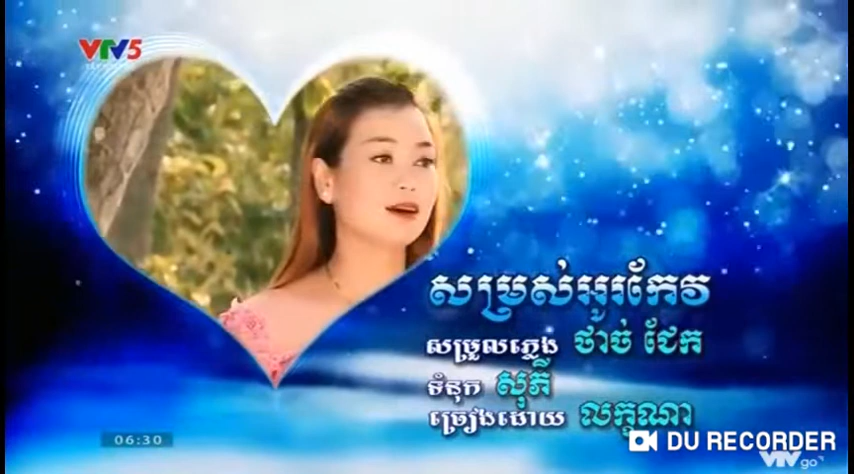 VTV5
សម្រស់អូរកែវ
សម្រួលភ្លេង ថាច់ ជែក
ទំនុក សុភី
ច្រៀងដោយ លក្ខណា
06:30
DU RECORDER
VTV go